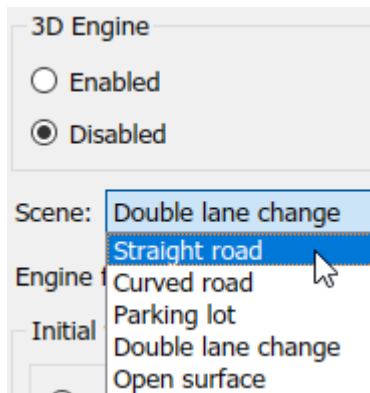 3D Engine
Enabled
Disabled
Scene: Double lane change
Straight road
Engine
Curved road
Parking lot
Initial
Double lane change
Open surface